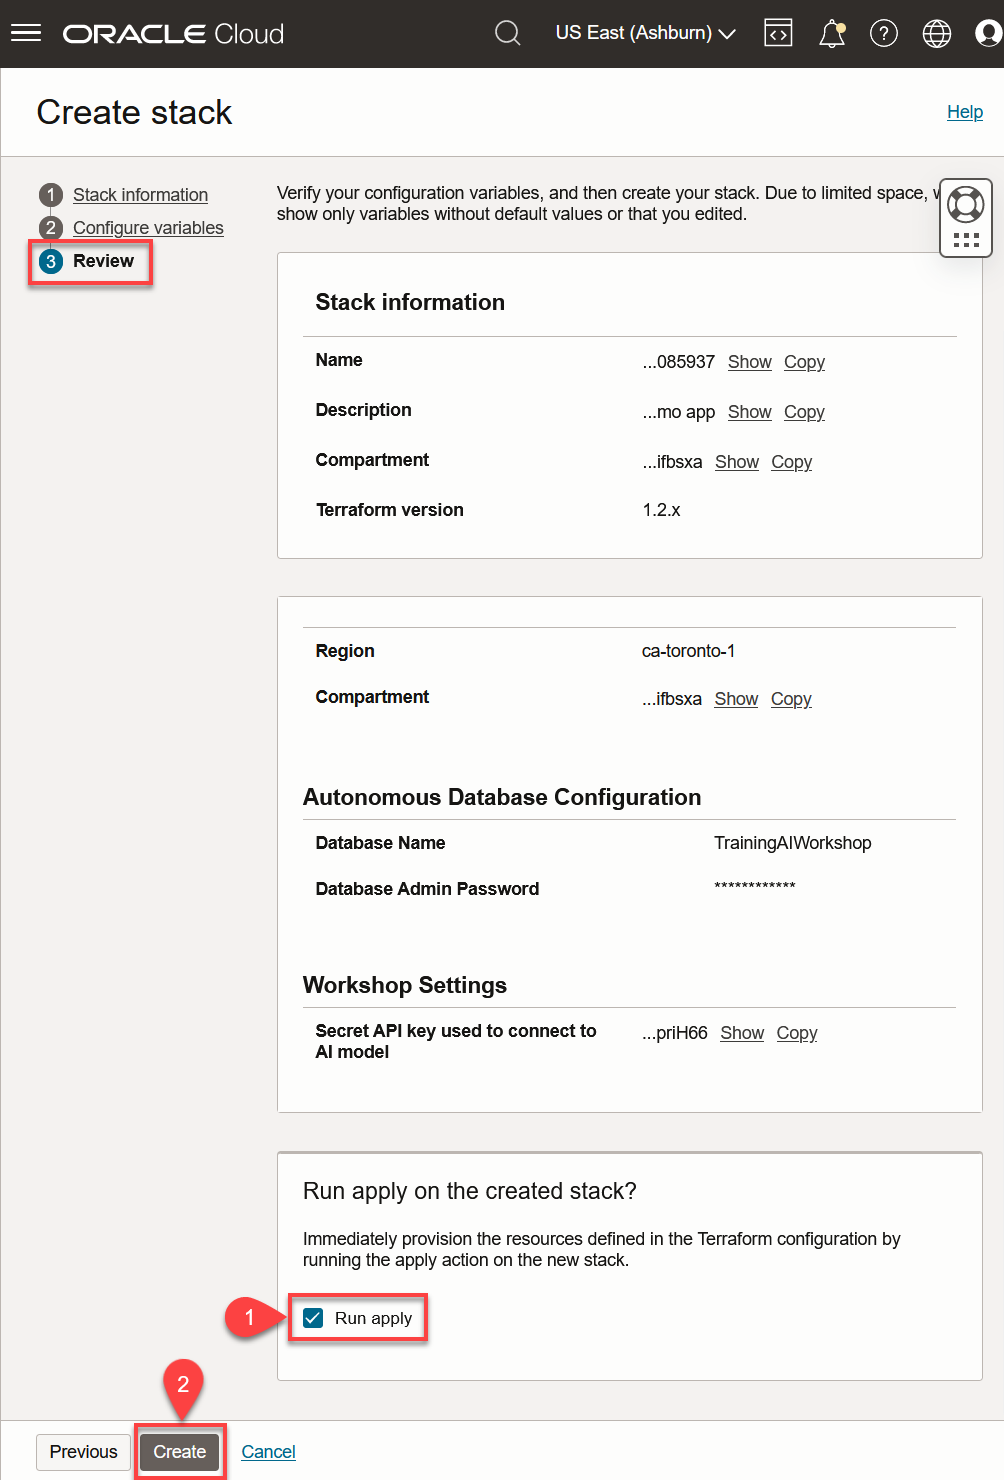 ORACLE Cloud
US East (Ashburn)
Create stack
Help
1 Stack information
2 Configure variables
3 Review
Verify your configuration variables, and then create your stack. Due to limited space,
show only variables without default values or that you edited.
Stack information
Name ...085937 Show Copy
Description ...mo app Show Copy
Compartment ...ifbsxa Show Copy
Terraform version 1.2.x
Region ca-toronto-1
Compartment ...ifbsxa Show Copy
Autonomous Database Configuration
Database Name TrainingAIWorkshop
Database Admin Password ************
Workshop Settings
Secret API key used to connect to
AI model
...priH66 Show Copy
Run apply on the created stack?
Immediately provision the resources defined in the Terraform configuration by
running the apply action on the new stack.
1
Run apply
2
Previous Create Cancel